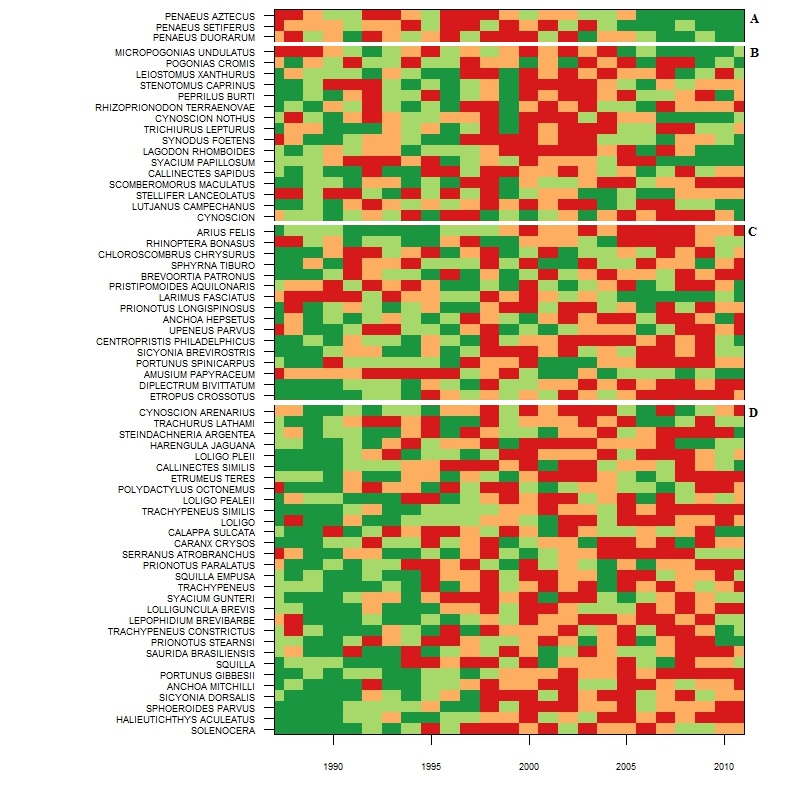 PENAEUS AZTECUS A
PENAEUS SETIFERUS
PENAEUS DUORARUM
MICROPOGONIAS UNDULATUS B
POGONIAS CROMIS
LEIOSTOMUS XANTHURUS
STENOTOMUS CAPRINUS
PEPRILUS BURTI
RHIZOPRIONODON TERRAENOVAE
CYNOSCION NOTHUS
TRICHIURUS LEPTURUS
SYNODUS FOETENS
LAGODON RHOMBOIDES
SYACIUM PAPILLOSUM
CALLINECTES SAPIDUS
SCOMBEROMORUS MACULATUS
STELLIFER LANCEOLATUS
LUTJANUS CAMPECHANUS
CYNOSCION
ARIUS FELIS C
RHINOPTERA BONASUS
CHLOROSCOMBRUS CHRYSURUS
SPHYRNA TIBURO
BREVOORTIA PATRONUS
PRISTIPOMOIDES AQUILONARIS
LARIMUS FASCIATUS
PRIONOTUS LONGISPINOSUS
ANCHOA HEPSETUS
UPENEUS PARVUS
CENTROPRISTIS PHILADELPHICUS
SICYONIA BREVIROSTRIS
PORTUNUS SPINICARPUS
AMUSIUM PAPYRACEUM
DIPLECTRUM BIVITTATUM
ETROPUS CROSSOTUS
CYNOSCION ARENARIUS D
TRACHURUS LATHAMI
STEINDACHNERIA ARGENTEA
HARENGULA JAGUANA
LOLIGO PLEII
CALLINECTES SIMILIS
ETRUMEUS TERES
POLYDACTYLUS OCTONEMUS
LOLIGO PEALEII
TRACHYPENEUS SIMILIS
LOLIGO
CALAPPA SULCATA
CARANX CRYSOS
SERRANUS ATROBRANCHUS
PRIONOTUS PARALATUS
SQUILLA EMPUSA
TRACHYPENEUS
SYACIUM GUNTERI
LOLLIGUNCULA BREVIS
LEPOPHIDIUM BREVIBARBE
TRACHYPENEUS CONSTRICTUS
PRIONOTUS STEARNSI
SAURIDA BRASILIENSIS
SQUILLA
PORTUNUS GIBBESII
ANCHOA MITCHILLI
SICYONIA DORSALIS
SPHOEROIDES PARVUS
HALIEUTICHTHYS ACULEATUS
SOLENOCERA
1990 1995 2000 2005 2010